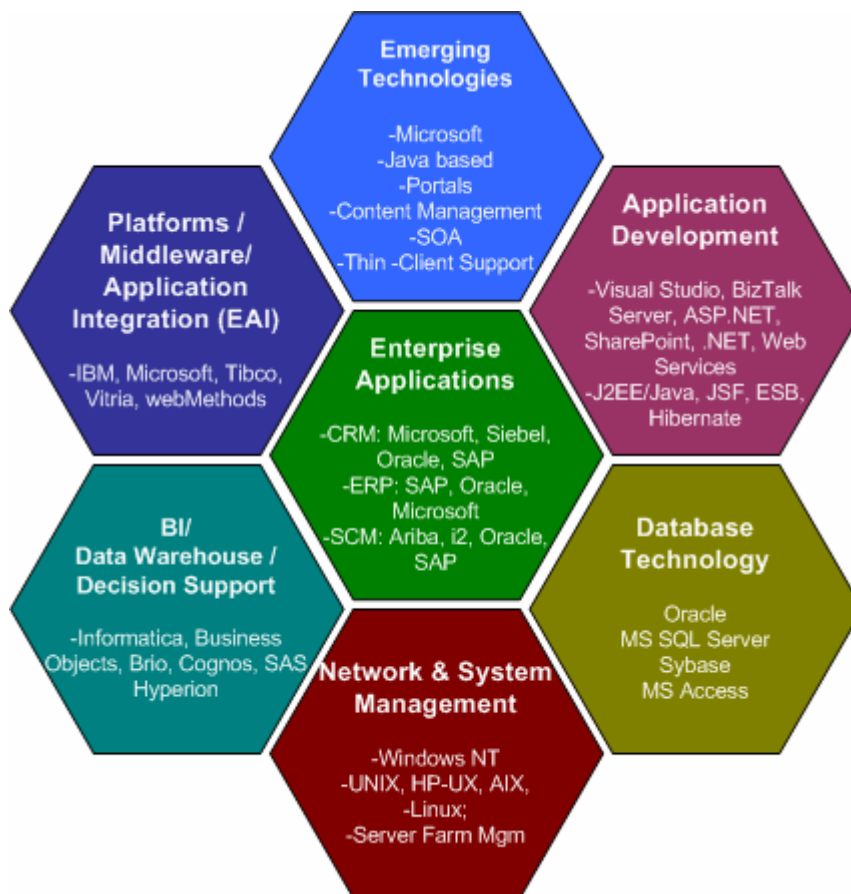 Emerging
Technologies
-Microsoft
-Java based
-Portals
-Content Management
-SOA
-Thin -Client Support
Platforms /
Middleware/
Application
Integration (EAI)
-IBM, Microsoft, Tibco,
Vitria, webMethods
Application
Development
-Visual Studio, BizTalk
Server, ASP.NET,
SharePoint, .NET, Web
Services
-J2EE/Java, JSF, ESB,
Hibernate
Enterprise
Applications
-CRM: Microsoft, Siebel,
Oracle, SAP
-ERP: SAP, Oracle,
Microsoft
-SCM: Ariba, i2, Oracle,
SAP
BI/
Data Warehouse /
Decision Support
-Informatica, Business
Objects, Brio, Cognos, SAS
Hyperion
Database
Technology
Oracle
MS SQL Server
Sybase
MS Access
Network & System
Management
-Windows NT
-UNIX, HP-UX, AIX,
-Linux;
-Server Farm Mgm